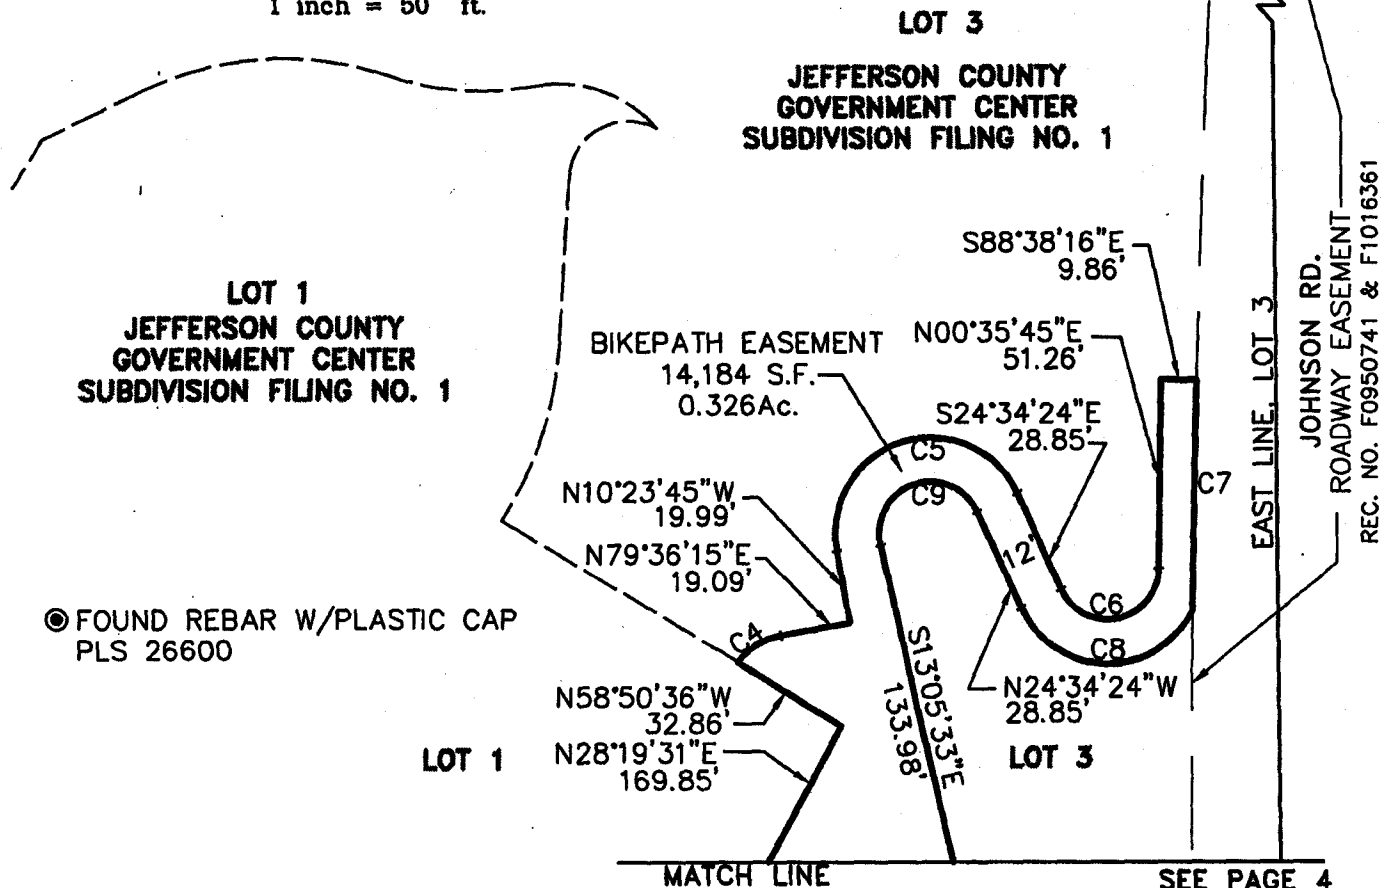 1 inch = 50 ft.
LOT 3
JEFFERSON COUNTY
GOVERNMENT CENTER
SUBDIVISION FILING NO. 1
LOT 1
JEFFERSON COUNTY
GOVERNMENT CENTER
SUBDIVISION FILING NO. 1
S88°38'16"E
9.86'
BIKEPATH EASEMENT
14,184 S.F.
0.326Ac.
N00°35'45"E
51.26'
S24°34'24"E
28.85'
C5
C9
C7
N10°23'45"W
19.99'
N79°36'15"E
19.09'
12'
C6
C8
C4
FOUND REBAR W/PLASTIC CAP
PLS 26600
S13°05'33"E
133.98'
N24°34'24"W
28.85'
N58°50'36"W
32.86'
N28°19'31"E
169.85'
LOT 1
LOT 3
EAST LINE, LOT 3
JOHNSON RD.
ROADWAY EASEMENT
REC. NO. F0950741 & F1016361
MATCH LINE
SEE PAGE 4